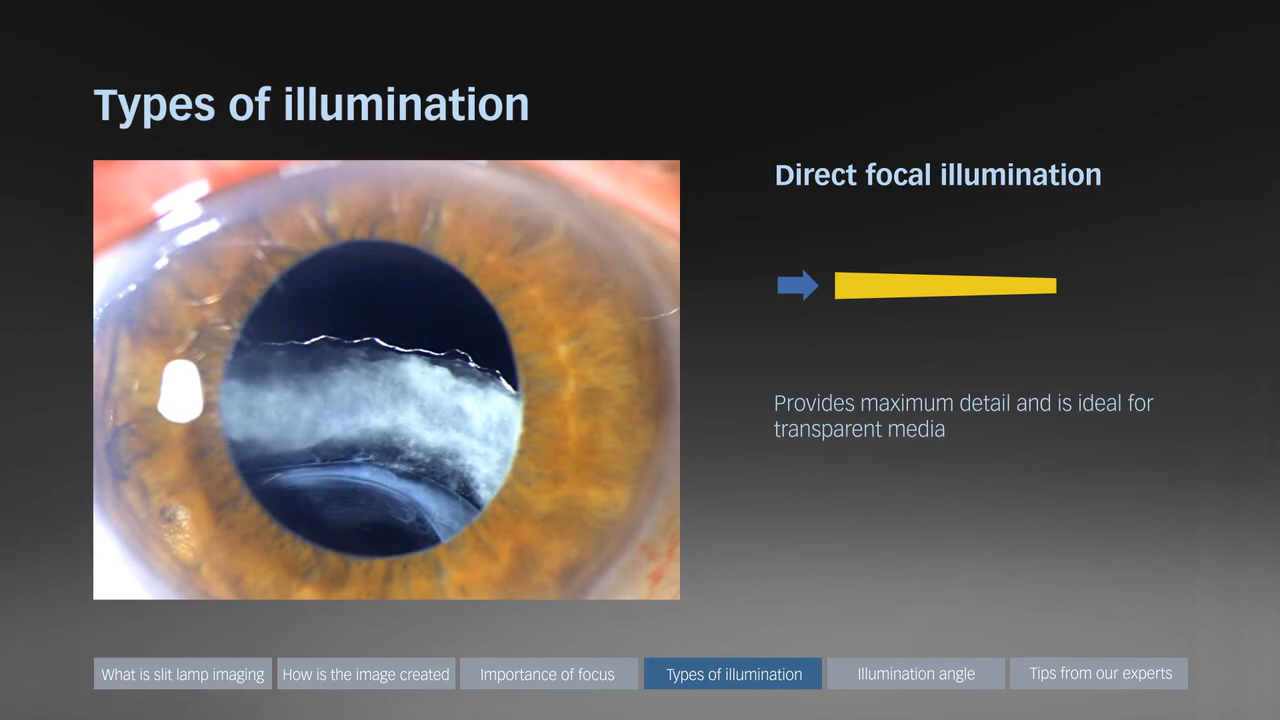 Types of illumination
Direct focal illumination
Provides maximum detail and is ideal for
transparent media
What is slit lamp imaging
How is the image created
Importance of focus
Types of illumination
Illumination angle
Tips from our experts